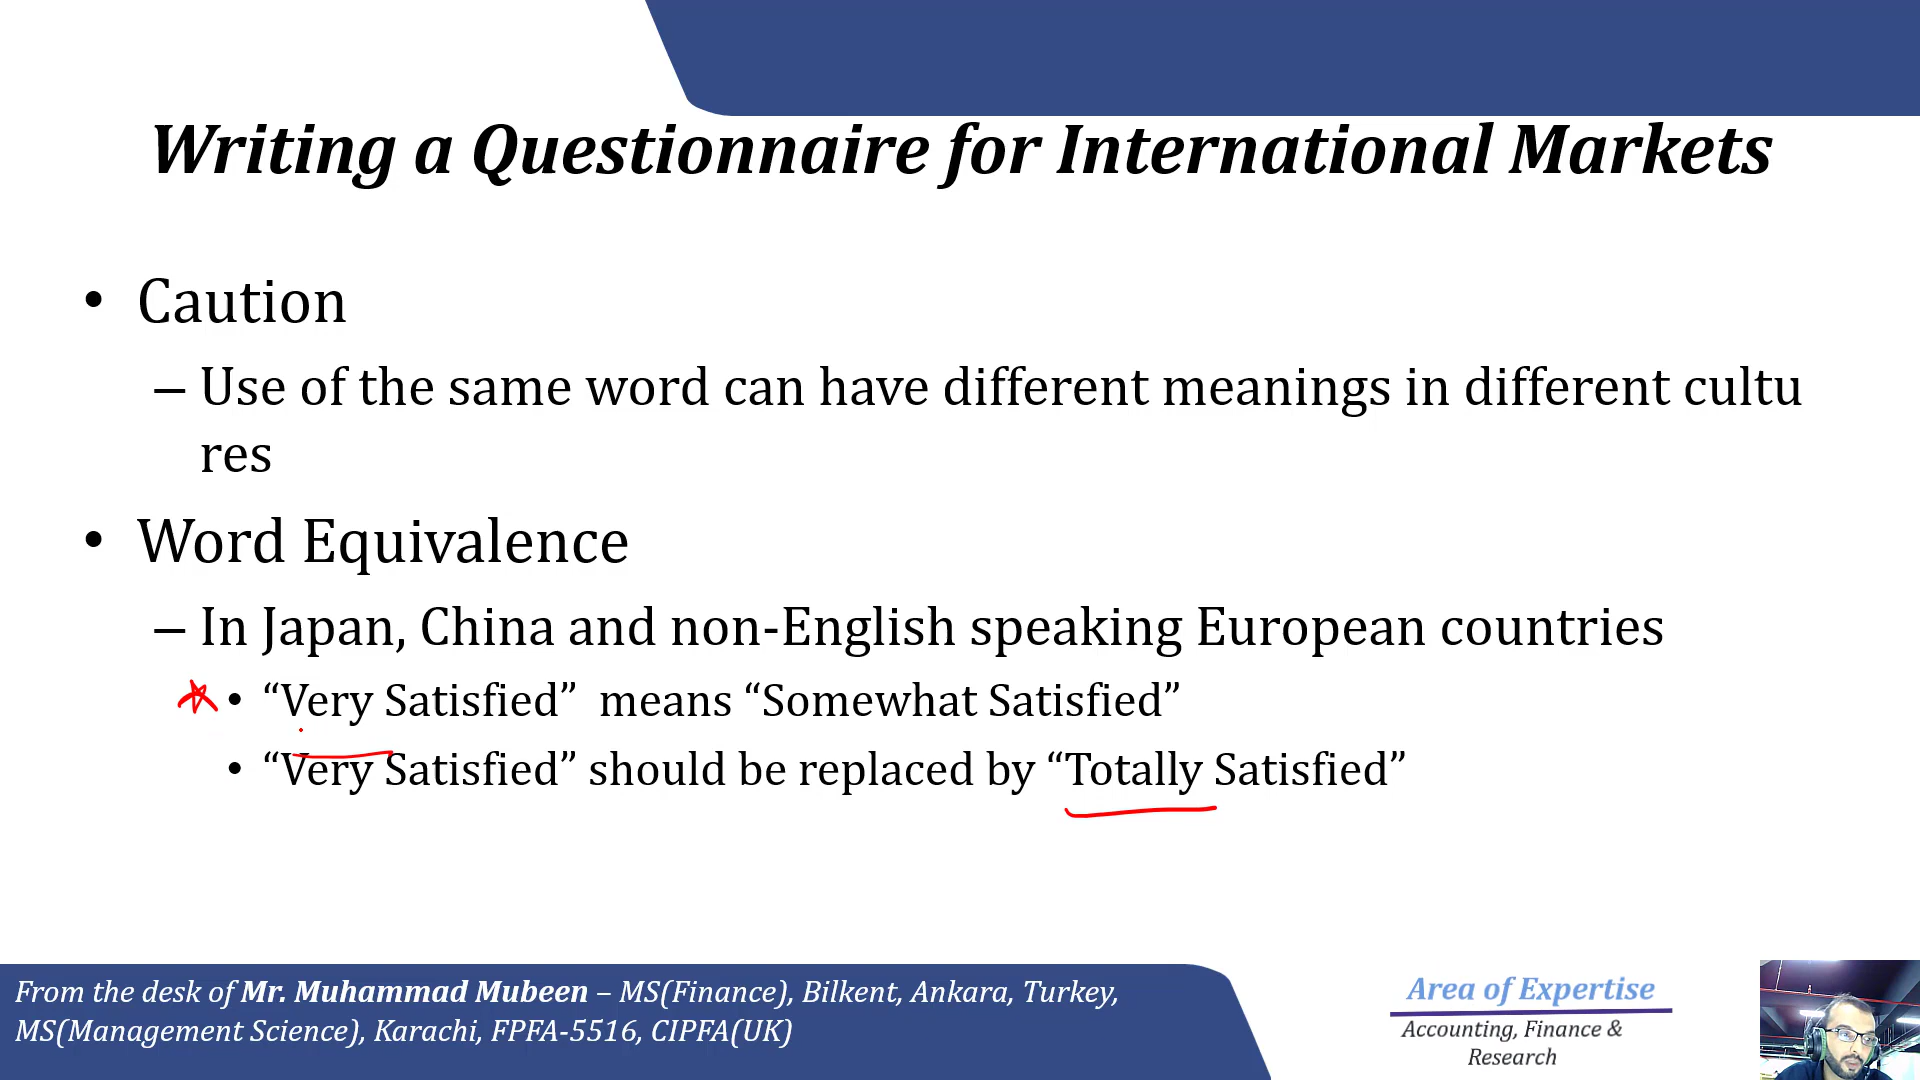 Writing a Questionnaire for International Markets
• Caution
– Use of the same word can have different meanings in different cultu
res
• Word Equivalence
– In Japan, China and non-English speaking European countries
• “Very Satisfied”  means “Somewhat Satisfied”
• “Very Satisfied” should be replaced by “Totally Satisfied”
From the desk of Mr. Muhammad Mubeen – MS(Finance), Bilkent, Ankara, Turkey,
MS(Management Science), Karachi, FPFA-5516, CIPFA(UK)
Area of Expertise
Accounting, Finance &
Research